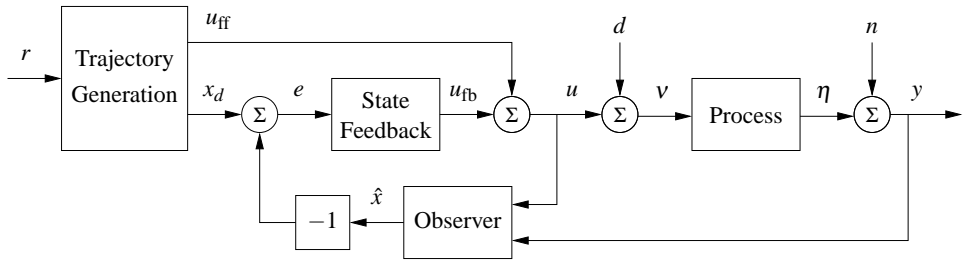 u_ff
d
n
r
Trajectory
Generation
x_d
Σ
e
State
Feedback
u_fb
Σ
u
Σ
ν
Process
η
Σ
y
−1
x̂
Observer